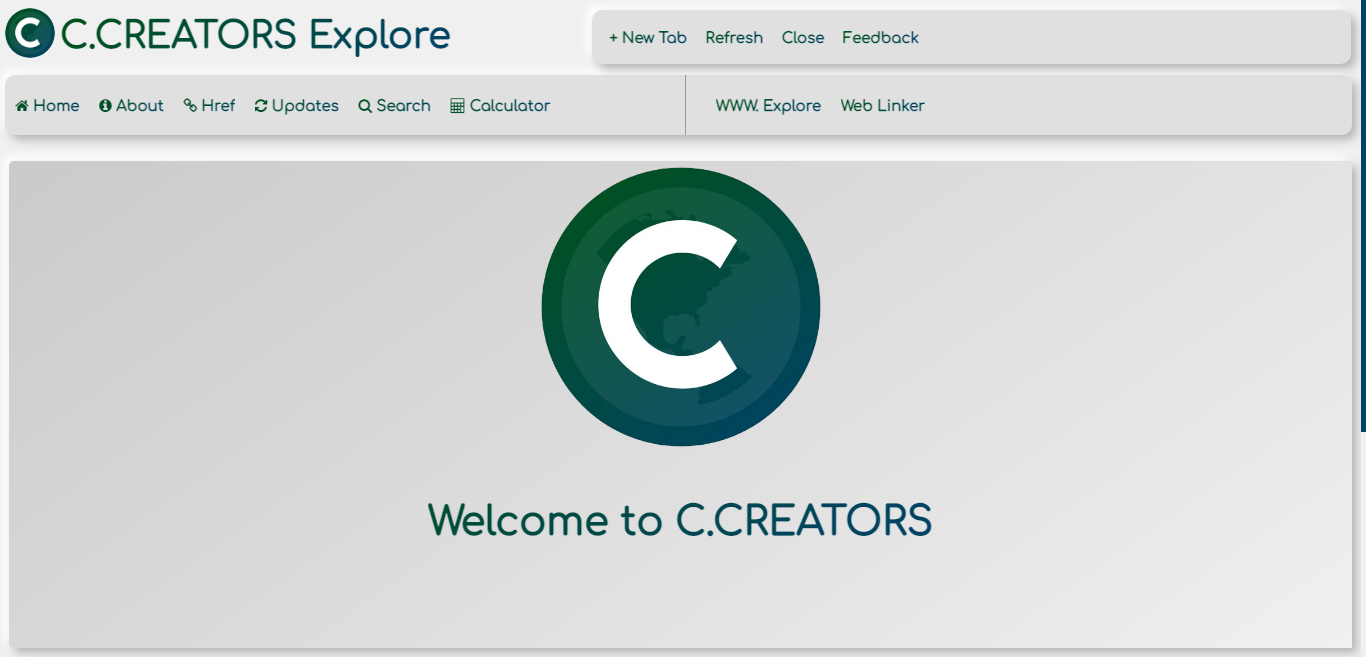 C C.CREATORS Explore
+ New Tab Refresh Close Feedback
Home About Href Updates Search Calculator
WWW. Explore Web Linker
C
Welcome to C.CREATORS